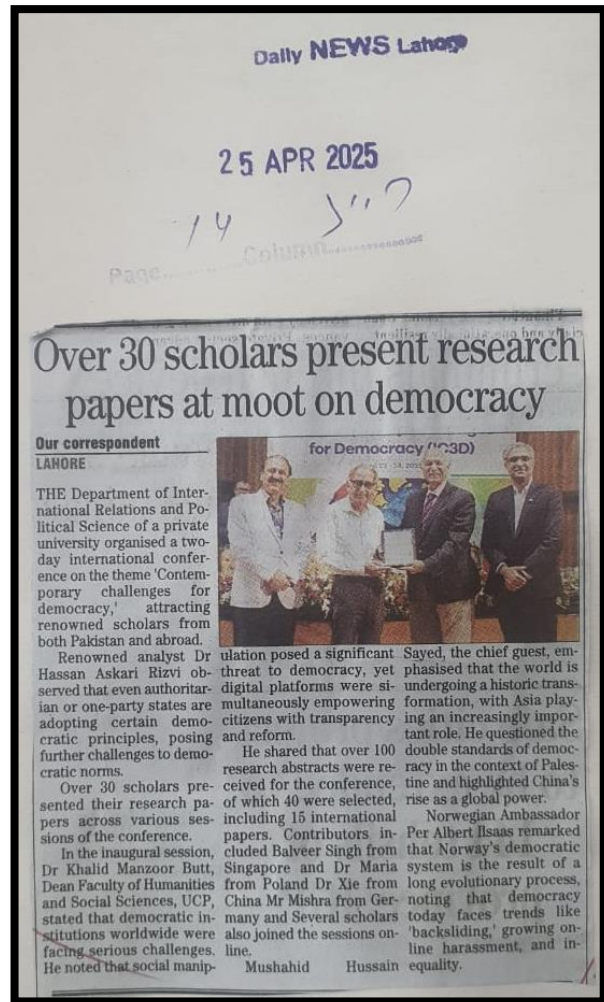 Daily NEWS Lahore
25 APR 2025
14
Page.............Column..................
Over 30 scholars present research
papers at moot on democracy
Our correspondent
LAHORE
for Democracy (IC3D)
THE Department of Inter-
national Relations and Po-
litical Science of a private
university organised a two-
day international confer-
ence on the theme 'Contem-
porary challenges for
democracy,' attracting
renowned scholars from
both Pakistan and abroad.
Renowned analyst Dr
Hassan Askari Rizvi ob-
served that even authoritar-
ian or one-party states are
adopting certain demo-
cratic principles, posing
further challenges to demo-
cratic norms.
Over 30 scholars pre-
sented their research pa-
pers across various ses-
sions of the conference.
In the inaugural session,
Dr Khalid Manzoor Butt,
Dean Faculty of Humanities
and Social Sciences, UCP,
stated that democratic in-
stitutions worldwide were
facing serious challenges.
He noted that social manip-
ulation posed a significant
threat to democracy, yet
digital platforms were si-
multaneously empowering
citizens with transparency
and reform.
He shared that over 100
research abstracts were re-
ceived for the conference,
of which 40 were selected,
including 15 international
papers. Contributors in-
cluded Balveer Singh from
Singapore and Dr Maria
from Poland Dr Xie from
China Mr Mishra from Ger-
many and Several scholars
also joined the sessions on-
line.
Mushahid Hussain
Sayed, the chief guest, em-
phasised that the world is
undergoing a historic trans-
formation, with Asia play-
ing an increasingly impor-
tant role. He questioned the
double standards of democ-
racy in the context of Pales-
tine and highlighted China's
rise as a global power.
Norwegian Ambassador
Per Albert Ilsaas remarked
that Norway's democratic
system is the result of a
long evolutionary process,
noting that democracy
today faces trends like
'backsliding,' growing on-
line harassment, and in-
equality.